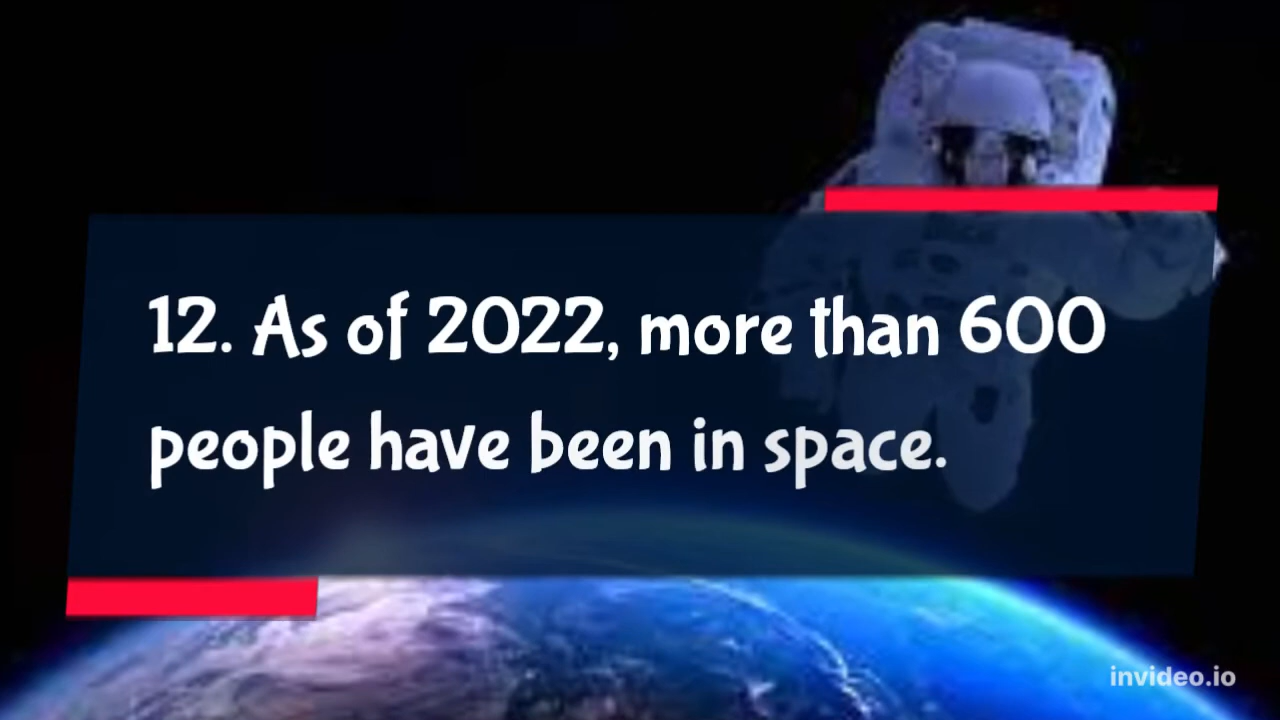 12. As of 2022, more than 600
people have been in space.
invideo.io